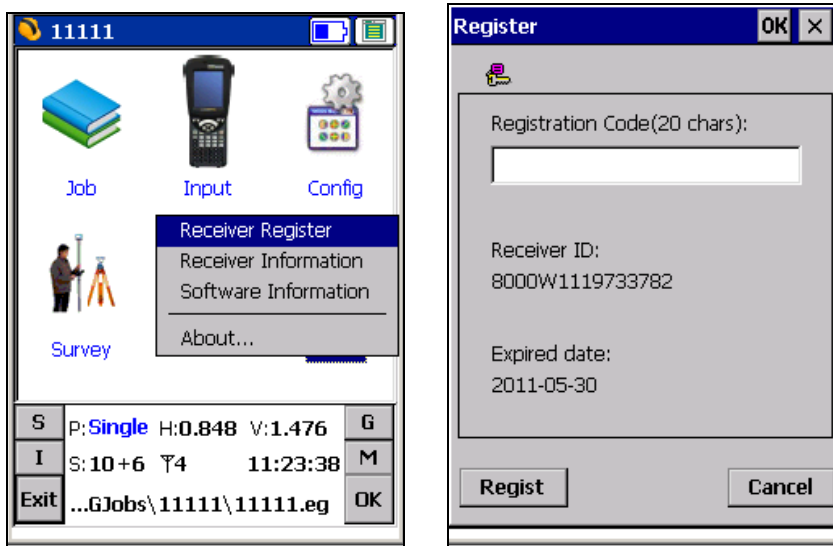 11111
Job
Input
Config
Receiver Register
Receiver Information
Software Information
About...
Survey
S
P:Single H:0.848 V:1.476
G
I
S:10+6 4 11:23:38
M
Exit
...GJobs\11111\11111.eg
OK
Register
OK
Registration Code(20 chars):
Receiver ID:
8000W1119733782
Expired date:
2011-05-30
Regist
Cancel